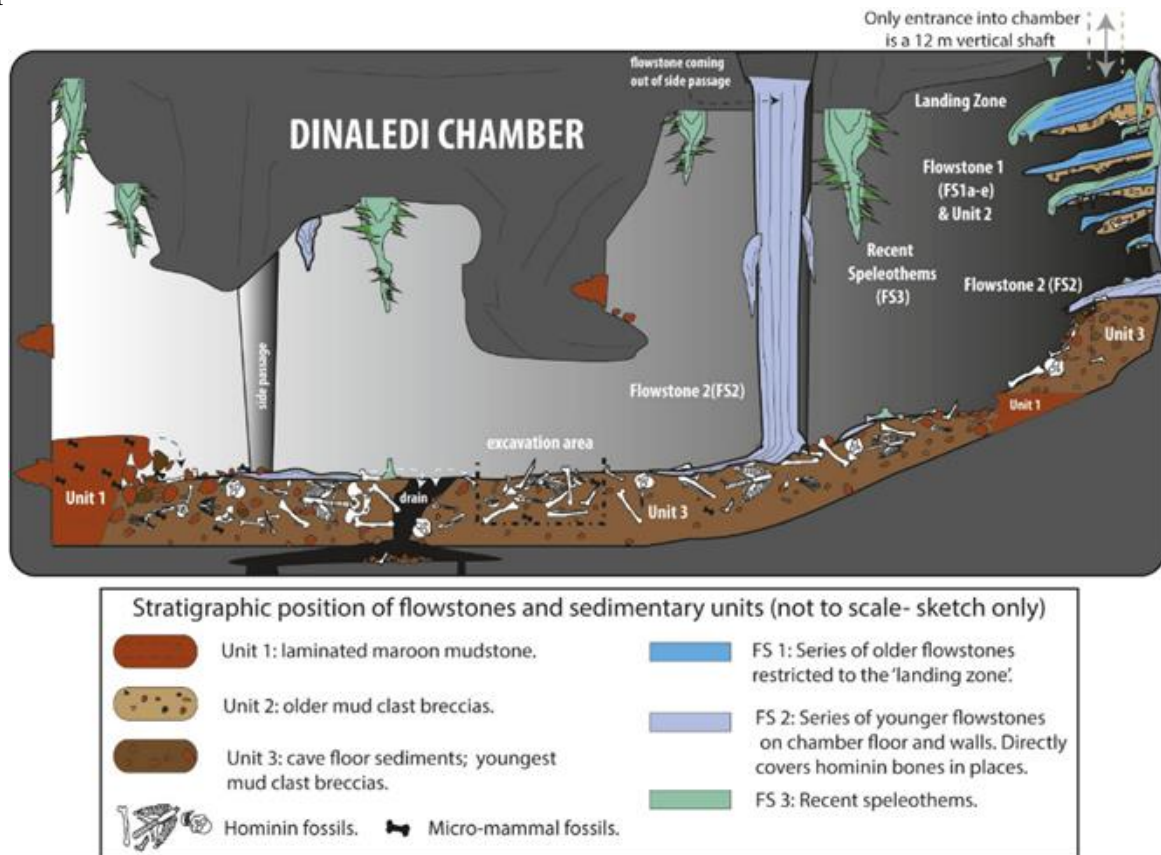 Only entrance into chamber
is a 12 m vertical shaft
flowstone coming
out of side passage
Landing Zone
DINALEDI CHAMBER
Flowstone 1
(FS1a-e)
& Unit 2
Recent
Speleothems
(FS3)
Flowstone 2 (FS2)
Unit 3
side passage
Flowstone 2(FS2)
Unit 1
excavation area
Unit 1
drain
Unit 3
Stratigraphic position of flowstones and sedimentary units (not to scale- sketch only)
Unit 1: laminated maroon mudstone.
Unit 2: older mud clast breccias.
Unit 3: cave floor sediments; youngest
mud clast breccias.
Hominin fossils.
Micro-mammal fossils.
FS 1: Series of older flowstones
restricted to the 'landing zone'.
FS 2: Series of younger flowstones
on chamber floor and walls. Directly
covers hominin bones in places.
FS 3: Recent speleothems.